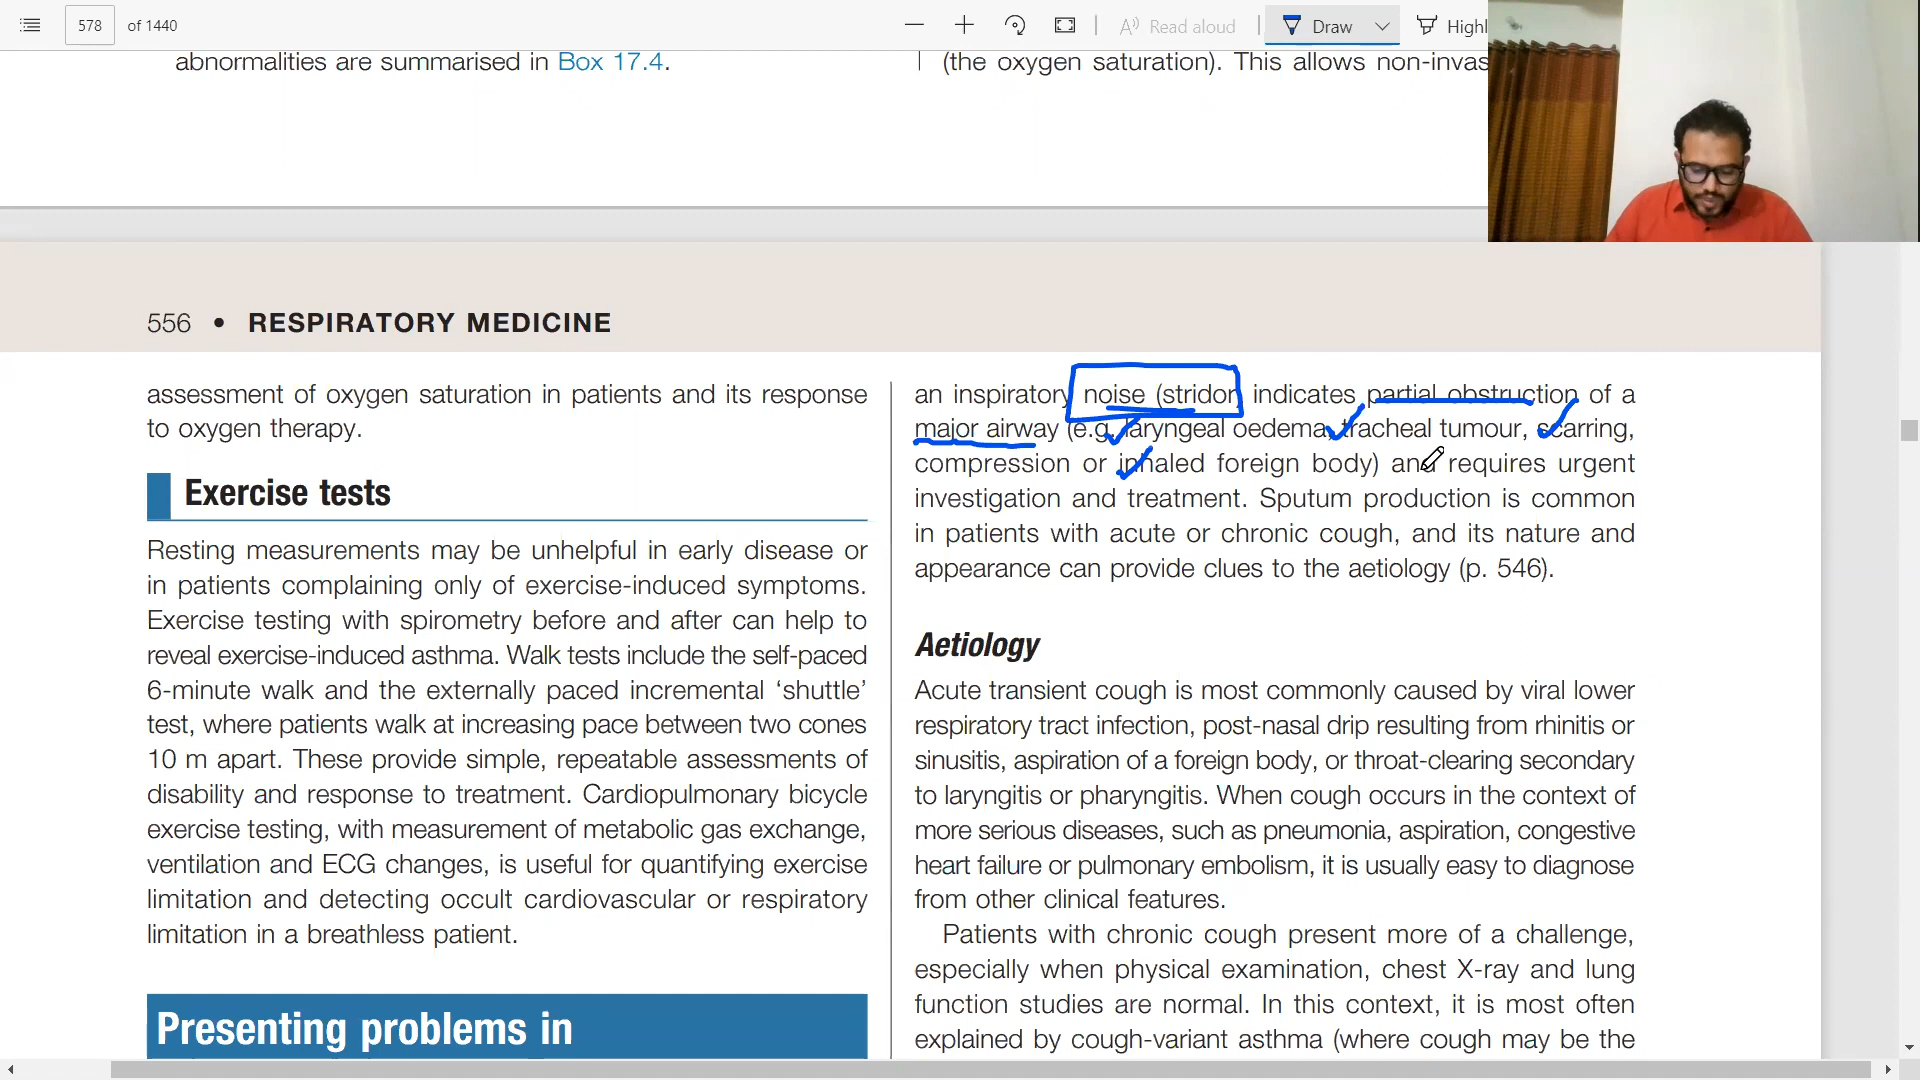 578 of 1440 Read aloud Draw Highl
abnormalities are summarised in Box 17.4.
(the oxygen saturation). This allows non-invas
556 • RESPIRATORY MEDICINE
assessment of oxygen saturation in patients and its response
to oxygen therapy.
Exercise tests
Resting measurements may be unhelpful in early disease or
in patients complaining only of exercise-induced symptoms.
Exercise testing with spirometry before and after can help to
reveal exercise-induced asthma. Walk tests include the self-paced
6-minute walk and the externally paced incremental ‘shuttle’
test, where patients walk at increasing pace between two cones
10 m apart. These provide simple, repeatable assessments of
disability and response to treatment. Cardiopulmonary bicycle
exercise testing, with measurement of metabolic gas exchange,
ventilation and ECG changes, is useful for quantifying exercise
limitation and detecting occult cardiovascular or respiratory
limitation in a breathless patient.
Presenting problems in
an inspiratory noise (stridor) indicates partial obstruction of a
major airway (e.g. laryngeal oedema, tracheal tumour, scarring,
compression or inhaled foreign body) and requires urgent
investigation and treatment. Sputum production is common
in patients with acute or chronic cough, and its nature and
appearance can provide clues to the aetiology (p. 546).
Aetiology
Acute transient cough is most commonly caused by viral lower
respiratory tract infection, post-nasal drip resulting from rhinitis or
sinusitis, aspiration of a foreign body, or throat-clearing secondary
to laryngitis or pharyngitis. When cough occurs in the context of
more serious diseases, such as pneumonia, aspiration, congestive
heart failure or pulmonary embolism, it is usually easy to diagnose
from other clinical features.
Patients with chronic cough present more of a challenge,
especially when physical examination, chest X-ray and lung
function studies are normal. In this context, it is most often
explained by cough-variant asthma (where cough may be the